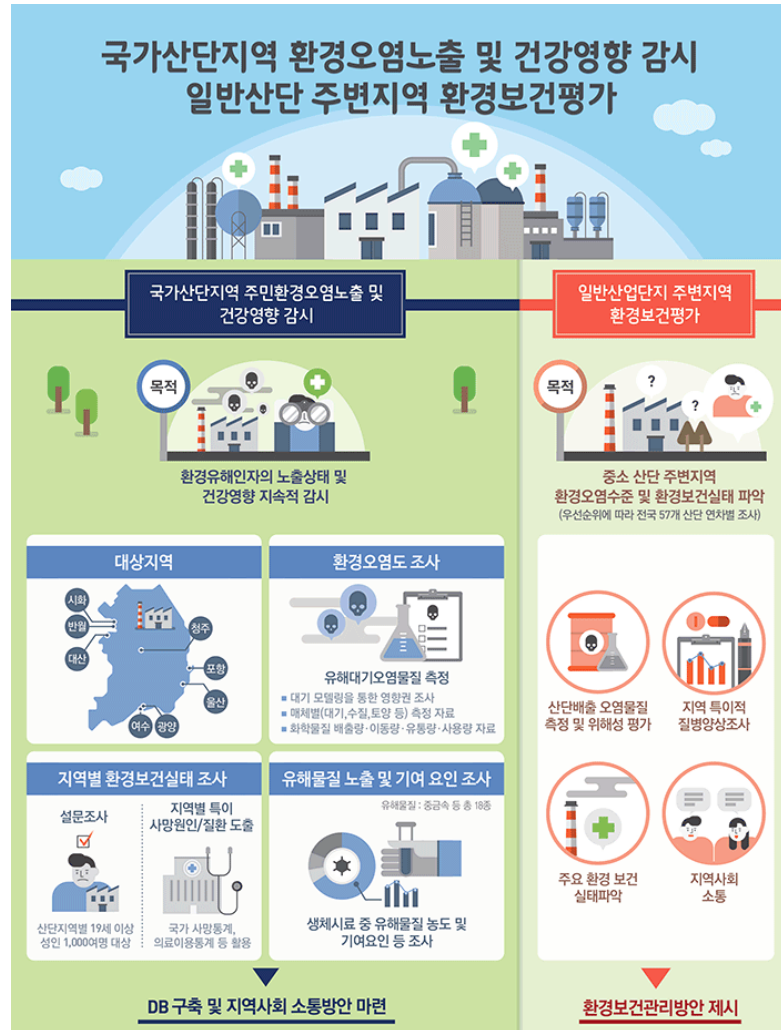 국가산단지역 환경오염노출 및 건강영향 감시
일반산단 주변지역 환경보건평가
국가산단지역 주민환경오염노출 및
건강영향 감시
목적
환경유해인자의 노출상태 및
건강영향 지속적 감시
대상지역
시화
반월
대산
청주
포항
울산
여수
광양
환경오염도 조사
유해대기오염물질 측정
■ 대기 모델링을 통한 영향권 조사
■ 매체별(대기,수질,토양 등) 측정 자료
■ 화학물질 배출량·이동량·유통량·사용량 자료
지역별 환경보건실태 조사
설문조사
산단지역별 19세 이상
성인 1,000여명 대상
지역별 특이
사망원인/질환 도출
국가 사망통계,
의료이용통계 등 활용
유해물질 노출 및 기여 요인 조사
유해물질 : 중금속 등 총 18종
생체시료 중 유해물질 농도 및
기여요인 등 조사
DB 구축 및 지역사회 소통방안 마련
일반산업단지 주변지역
환경보건평가
목적
?
?
중소 산단 주변지역
환경오염수준 및 환경보건실태 파악
(우선순위에 따라 전국 57개 산단 연차별 조사)
산단배출 오염물질
측정 및 위해성 평가
지역 특이적
질병양상조사
주요 환경 보건
실태파악
지역사회
소통
환경보건관리방안 제시